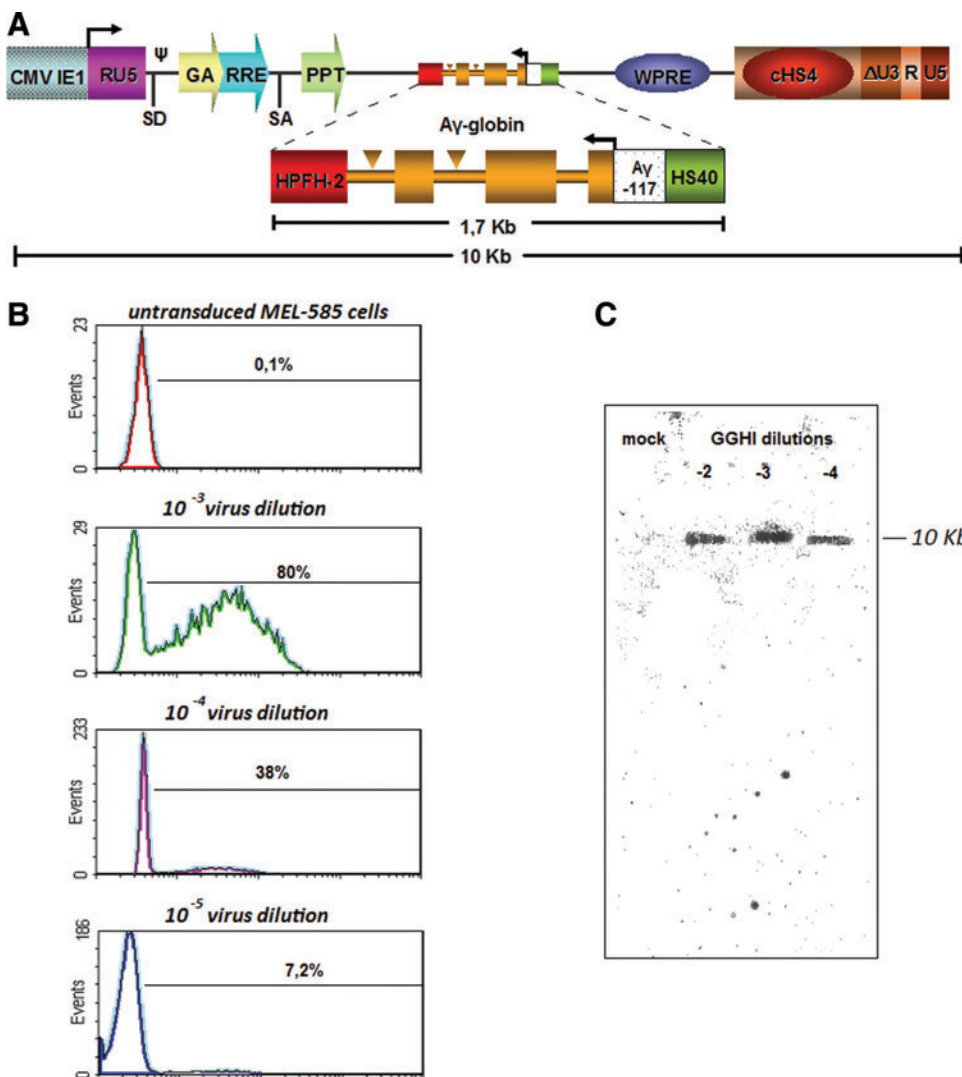 A
CMV IE1 RU5 Ψ GA RRE PPT WPRE cHS4 ΔU3 R U5
SD SA
Aγ-globin
HPFH-2 Aγ -117 HS40
1,7 Kb
10 Kb
B
untransduced MEL-585 cells
23
0,1%
Events
0
10 -3 virus dilution
29
80%
Events
0
10 -4 virus dilution
233
38%
Events
0
10 -5 virus dilution
186
7,2%
Events
0
C
mock GGHI dilutions
-2 -3 -4
10 Kb